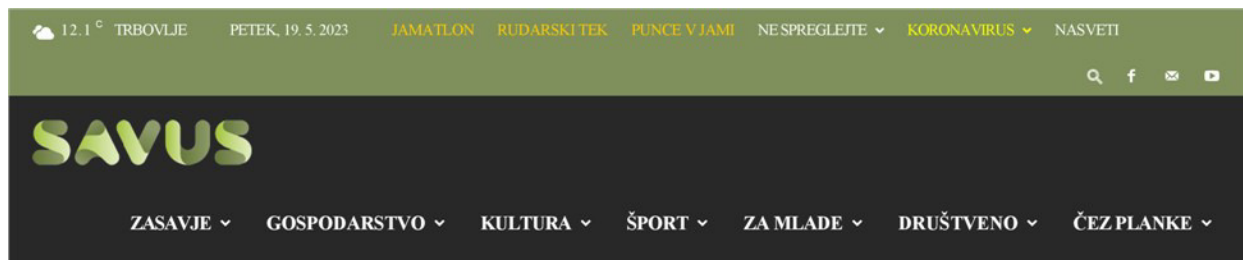 12.1 C TRBOVLJE PETEK, 19. 5. 2023 JAMATLON RUDARSKI TEK PUNCE V JAMI NE SPREGLEJTE KORONAVIRUS NASVETI
SAVUS
ZASAVJE GOSPODARSTVO KULTURA ŠPORT ZA MLADE DRUŠTVENO ČEZ PLANKE